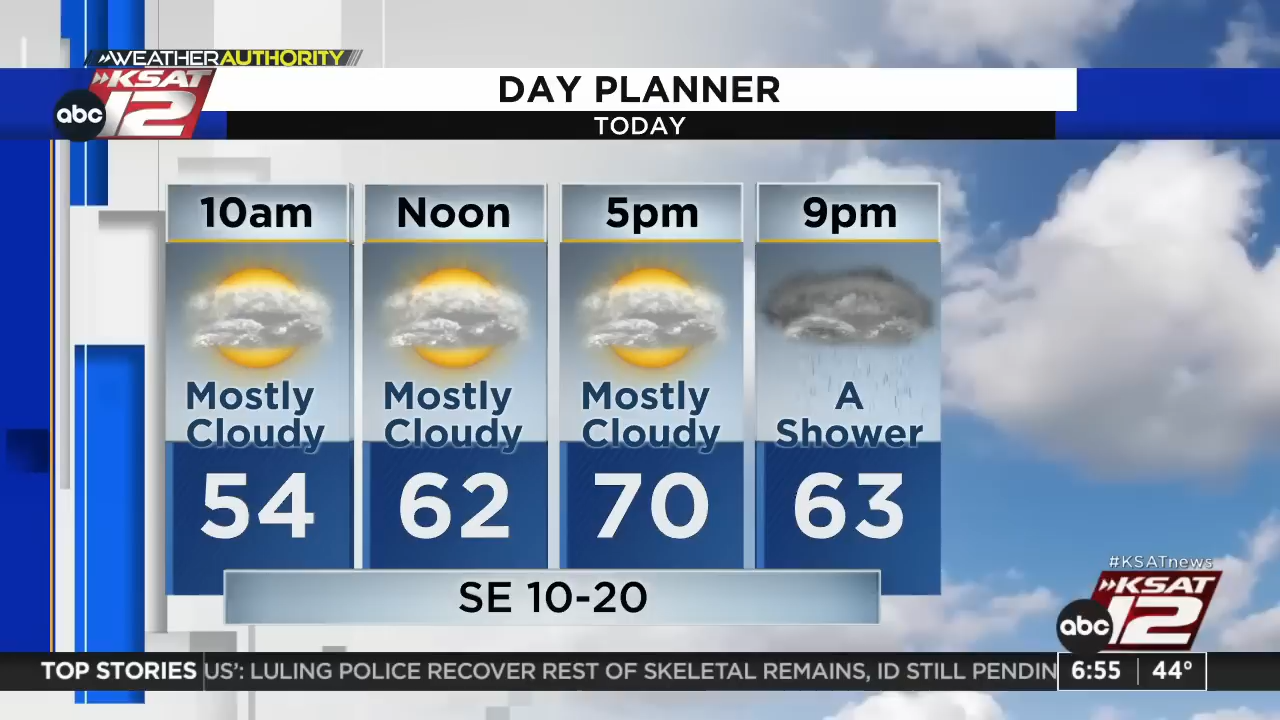 WEATHERAUTHORITY
KSAT
abc 12
DAY PLANNER
TODAY
10am Noon 5pm 9pm
Mostly Mostly Mostly A
Cloudy Cloudy Cloudy Shower
54 62 70 63
SE 10-20
#KSATnews
KSAT
abc 12
TOP STORIES US': LULING POLICE RECOVER REST OF SKELETAL REMAINS, ID STILL PENDIN 6:55 44°